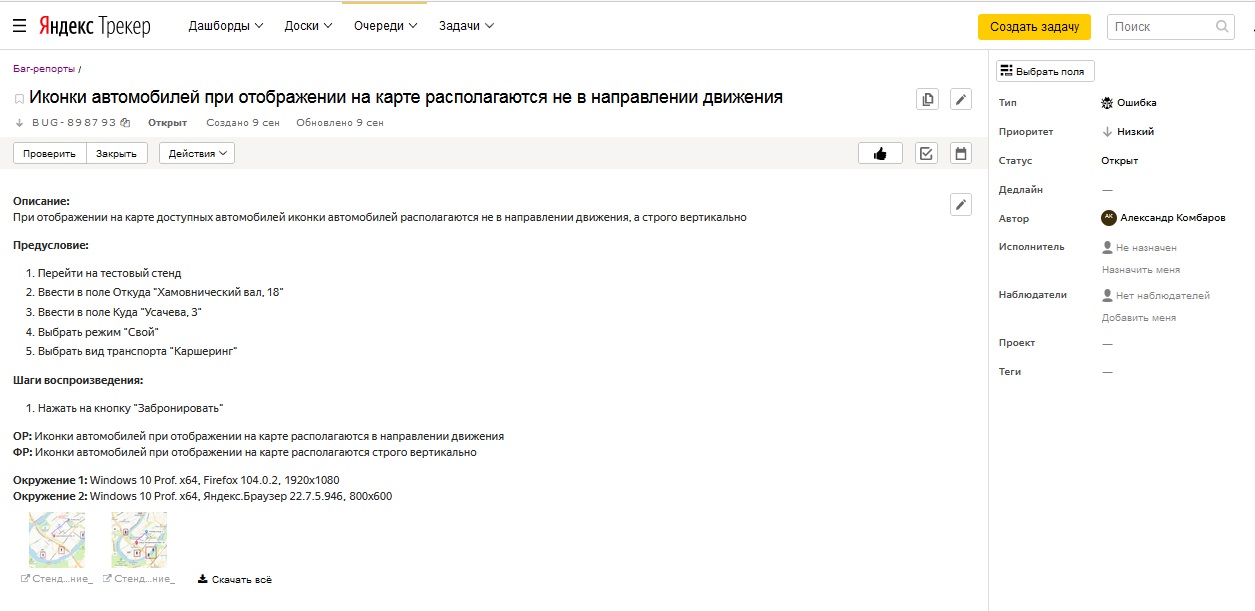 Яндекс Трекер Дашборды Доски Очереди Задачи Создать задачу Поиск
Баг-репорты /
Иконки автомобилей при отображении на карте располагаются не в направлении движения
BUG-898793 Открыт Создано 9 сен Обновлено 9 сен
Проверить Закрыть Действия
Описание:
При отображении на карте доступных автомобилей иконки автомобилей располагаются не в направлении движения, а строго вертикально
Предусловие:
1. Перейти на тестовый стенд
2. Ввести в поле Откуда "Хамовнический вал, 18"
3. Ввести в поле Куда "Усачева, 3"
4. Выбрать режим "Свой"
5. Выбрать вид транспорта "Каршеринг"
Шаги воспроизведения:
1. Нажать на кнопку "Забронировать"
ОР: Иконки автомобилей при отображении на карте располагаются в направлении движения
ФР: Иконки автомобилей при отображении на карте располагаются строго вертикально
Окружение 1: Windows 10 Prof. x64, Firefox 104.0.2, 1920x1080
Окружение 2: Windows 10 Prof. x64, Яндекс.Браузер 22.7.5.946, 800x600
Стенд...ние_ Стенд...ние_ Скачать всё
Выбрать поля
Тип Ошибка
Приоритет Низкий
Статус Открыт
Дедлайн —
Автор АК Александр Комбаров
Исполнитель Не назначен
Назначить меня
Наблюдатели Нет наблюдателей
Добавить меня
Проект —
Теги —